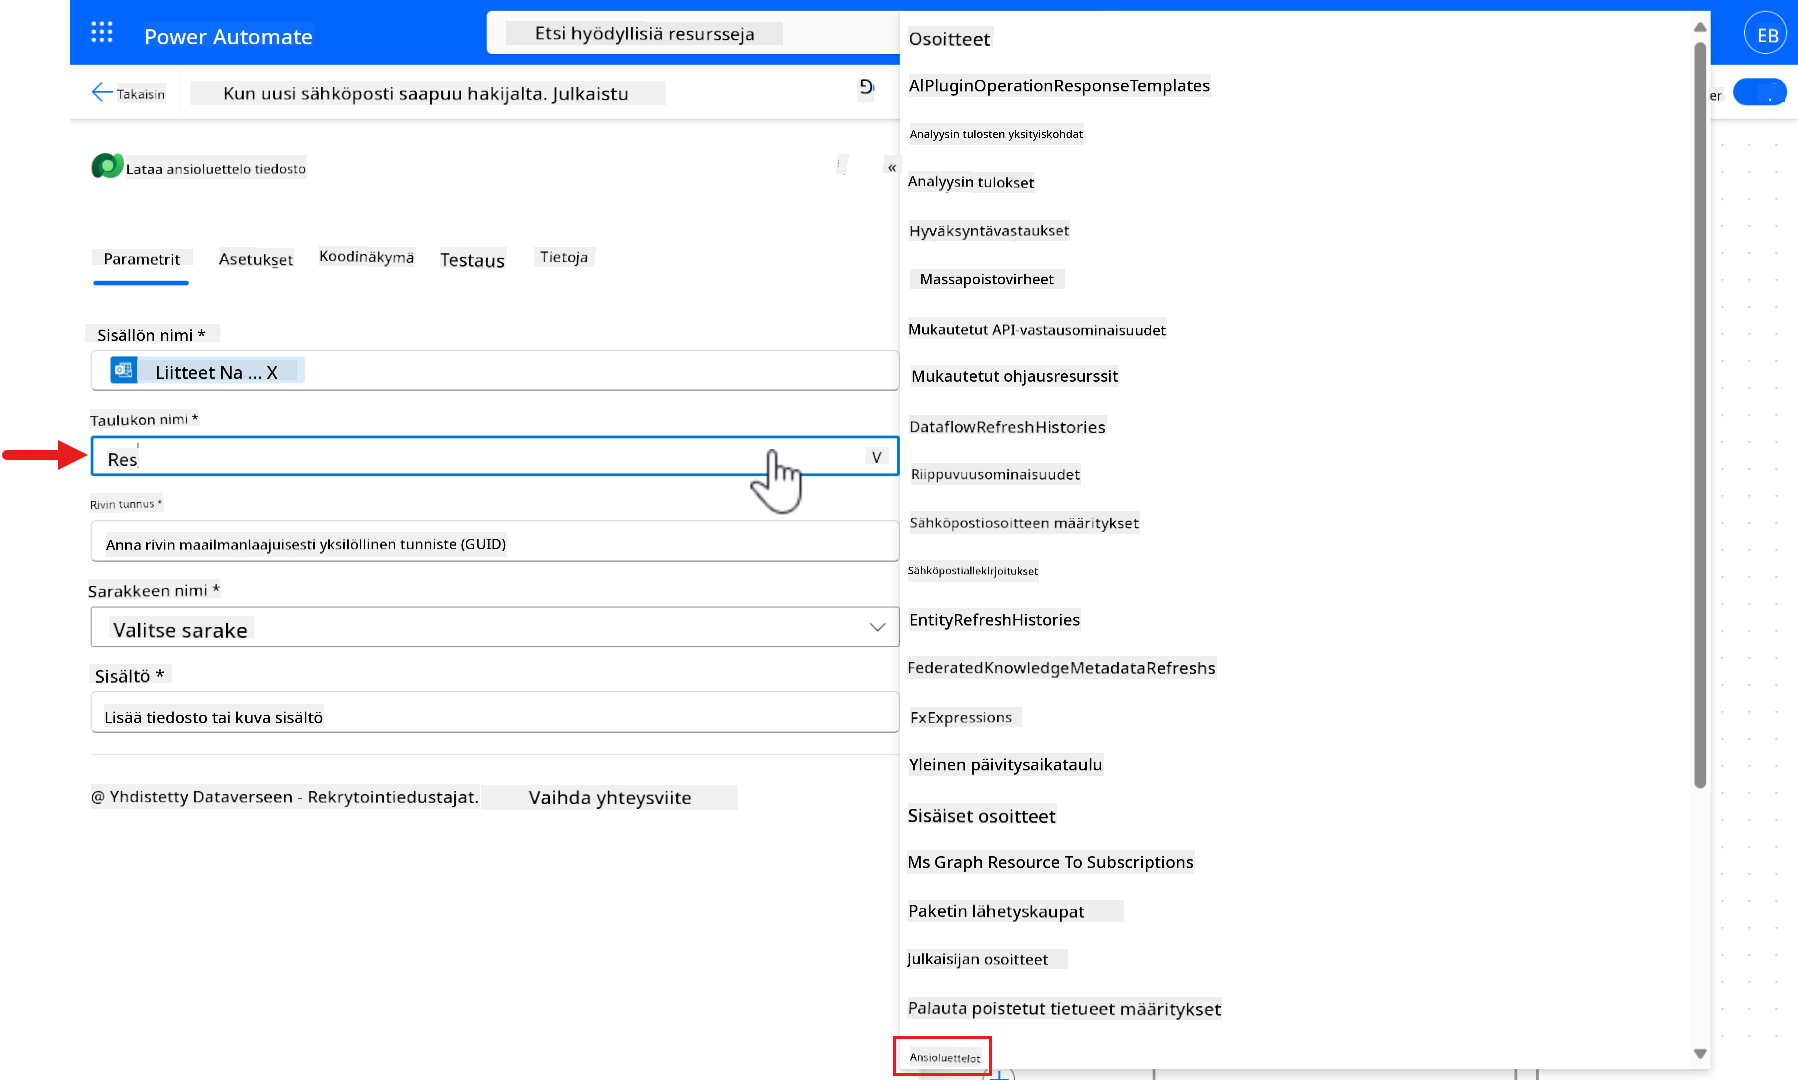 Power Automate
Etsi hyödyllisiä resursseja
EB
Takaisin
Kun uusi sähköposti saapuu hakijalta. Julkaistu
er
Lataa ansioluettelo tiedosto
«
Parametrit
Asetukset
Koodinäkymä
Testaus
Tietoja
Sisällön nimi *
Liitteet Na ... X
Taulukon nimi *
Res
V
Rivin tunnus *
Anna rivin maailmanlaajuisesti yksilöllinen tunniste (GUID)
Sarakkeen nimi *
Valitse sarake
Sisältö *
Lisää tiedosto tai kuva sisältö
@ Yhdistetty Dataverseen - Rekrytointiedustajat.
Vaihda yhteysviite
Osoitteet
AlPluginOperationResponseTemplates
Analyysin tulosten yksityiskohdat
Analyysin tulokset
Hyväksyntävastaukset
Massapoistovirheet
Mukautetut API-vastausominaisuudet
Mukautetut ohjausresurssit
DataflowRefreshHistories
Riippuvuusominaisuudet
Sähköpostiosoitteen määritykset
Sähköpostiallekirjoitukset
EntityRefreshHistories
FederatedKnowledgeMetadataRefreshs
FxExpressions
Yleinen päivitysaikataulu
Sisäiset osoitteet
Ms Graph Resource To Subscriptions
Paketin lähetyskaupat
Julkaisijan osoitteet
Palauta poistetut tietueet määritykset
Ansioluettelot